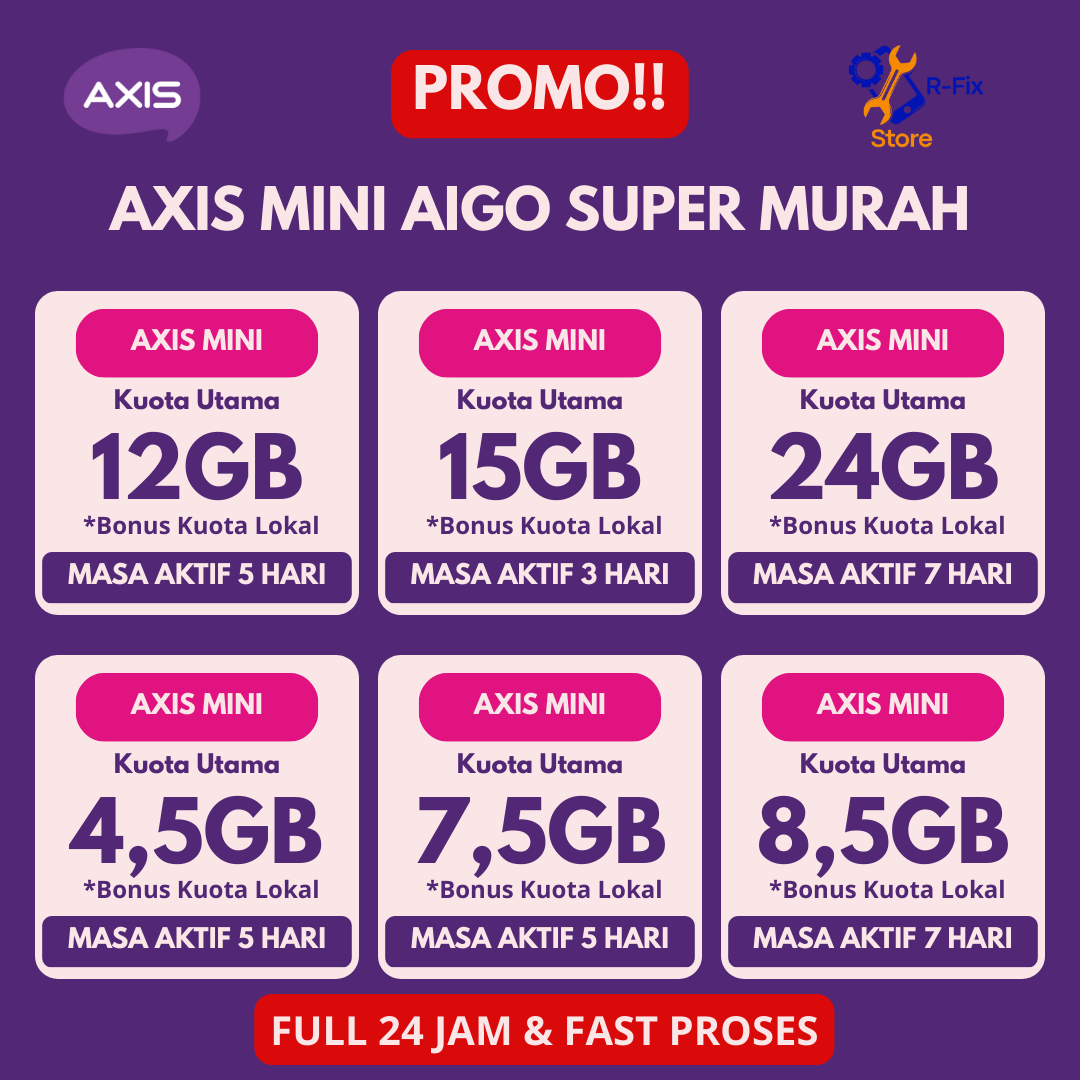 AXIS
PROMO!!
R-Fix
Store
AXIS MINI AIGO SUPER MURAH
AXIS MINI
Kuota Utama
12GB
*Bonus Kuota Lokal
MASA AKTIF 5 HARI
AXIS MINI
Kuota Utama
15GB
*Bonus Kuota Lokal
MASA AKTIF 3 HARI
AXIS MINI
Kuota Utama
24GB
*Bonus Kuota Lokal
MASA AKTIF 7 HARI
AXIS MINI
Kuota Utama
4,5GB
*Bonus Kuota Lokal
MASA AKTIF 5 HARI
AXIS MINI
Kuota Utama
7,5GB
*Bonus Kuota Lokal
MASA AKTIF 5 HARI
AXIS MINI
Kuota Utama
8,5GB
*Bonus Kuota Lokal
MASA AKTIF 7 HARI
FULL 24 JAM & FAST PROSES